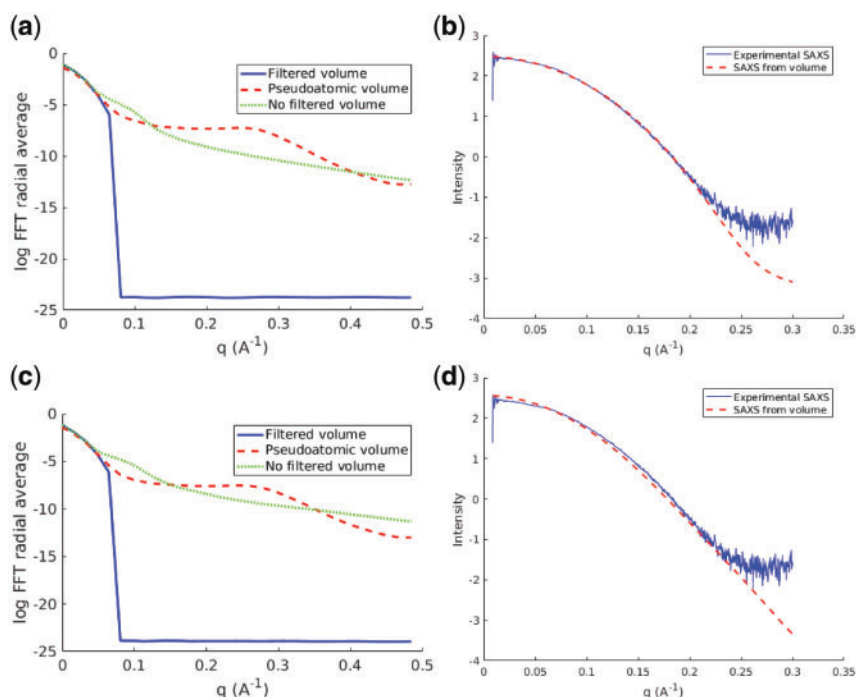 (a)
0
-5
-10
-15
-20
-25
log FFT radial average
Filtered volume
Pseudoatomic volume
No filtered volume
0 0.1 0.2 0.3 0.4 0.5
q (A⁻¹)
(b)
3
2
1
0
-1
-2
-3
-4
Intensity
Experimental SAXS
SAXS from volume
0 0.05 0.1 0.15 0.2 0.25 0.3 0.35
q (A⁻¹)
(c)
0
-5
-10
-15
-20
-25
log FFT radial average
Filtered volume
Pseudoatomic volume
No filtered volume
0 0.1 0.2 0.3 0.4 0.5
q (A⁻¹)
(d)
3
2
1
0
-1
-2
-3
-4
Intensity
Experimental SAXS
SAXS from volume
0 0.05 0.1 0.15 0.2 0.25 0.3 0.35
q (A⁻¹)